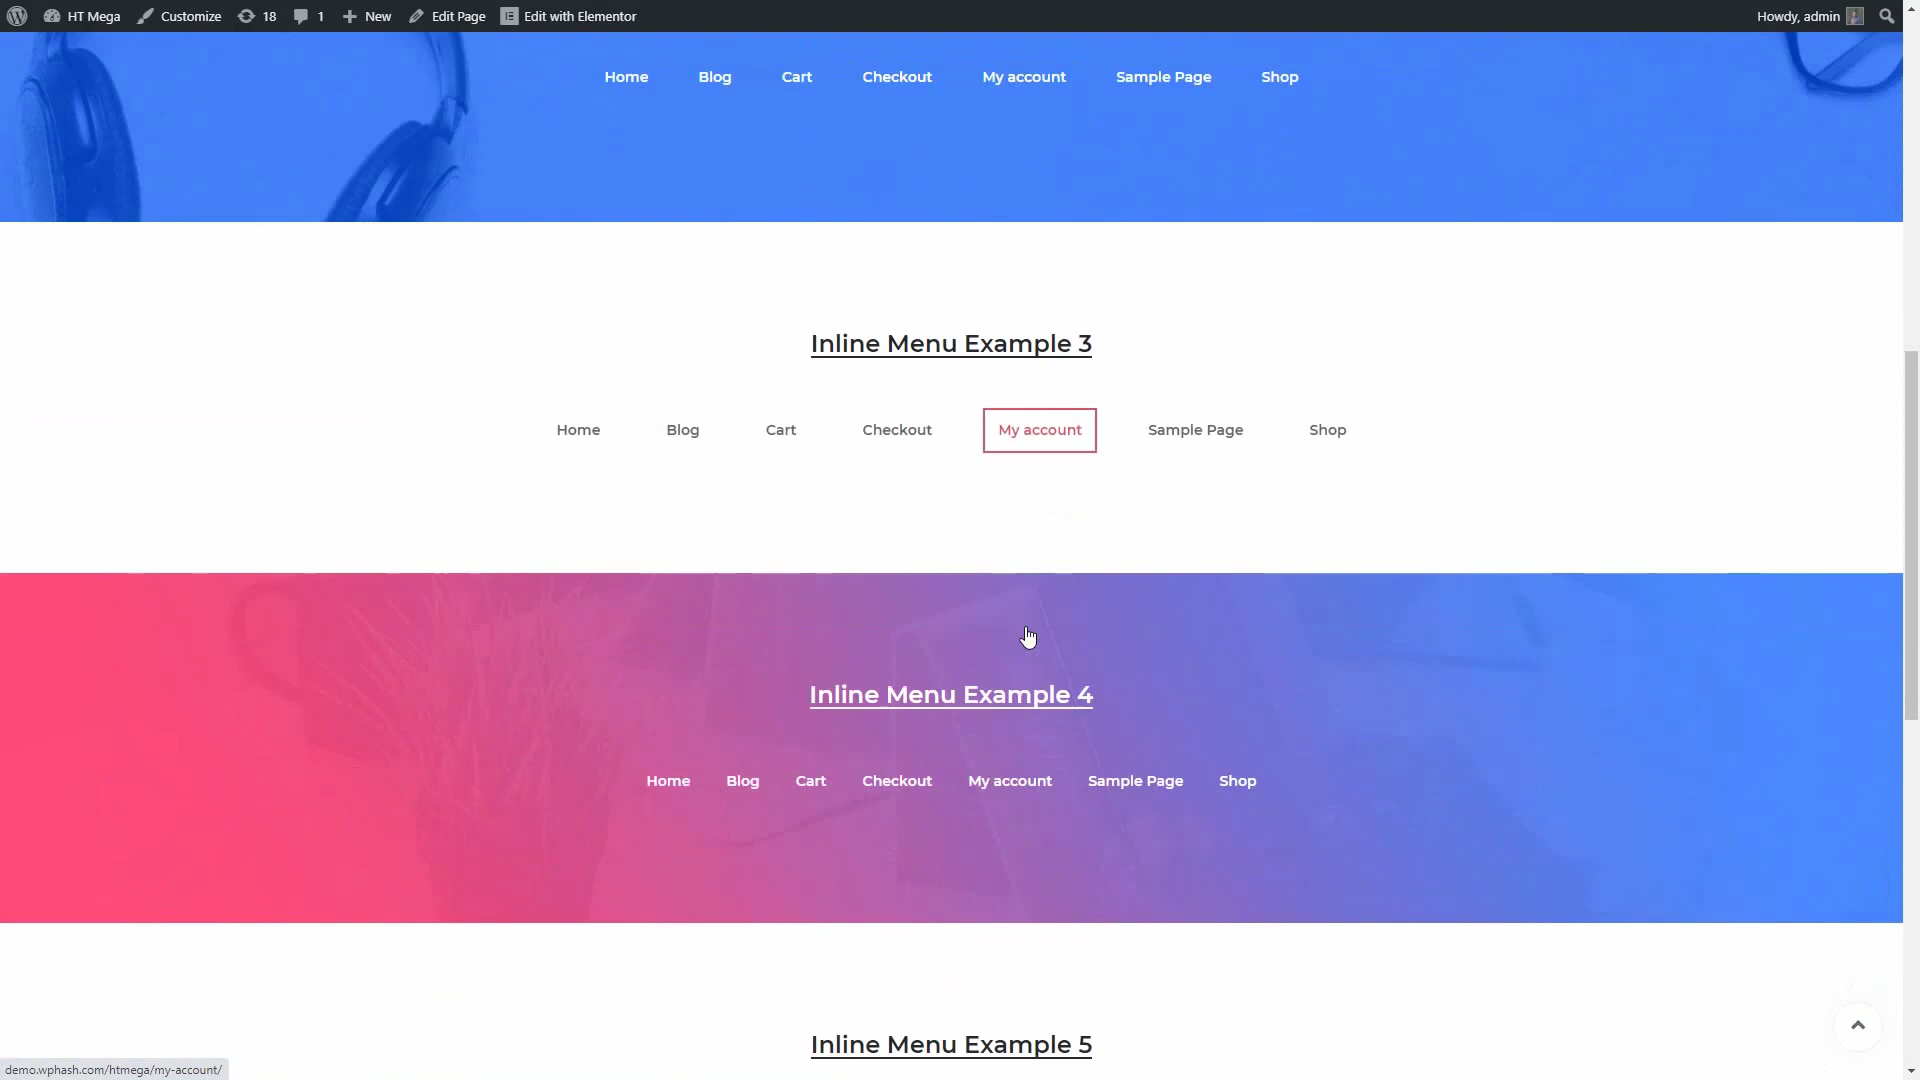 HT Mega Customize 18 1 New Edit Page Edit with Elementor Howdy, admin
Home Blog Cart Checkout My account Sample Page Shop
Inline Menu Example 3
Home Blog Cart Checkout My account Sample Page Shop
Inline Menu Example 4
Home Blog Cart Checkout My account Sample Page Shop
Inline Menu Example 5
demo.wphash.com/htmega/my-account/